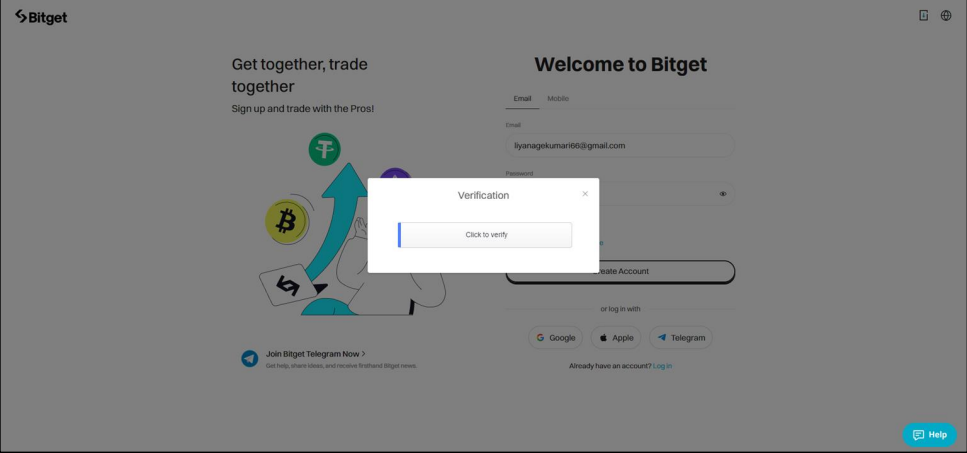 Bitget
Get together, trade
together
Sign up and trade with the Pros!
Join Bitget Telegram Now >
Get help, share ideas, and receive firsthand Bitget news.
Welcome to Bitget
Email
Mobile
Email
liyanagekumari66@gmail.com
Password
Verification
Click to verify
Create Account
or log in with
Google
Apple
Telegram
Already have an account? Log in
Help